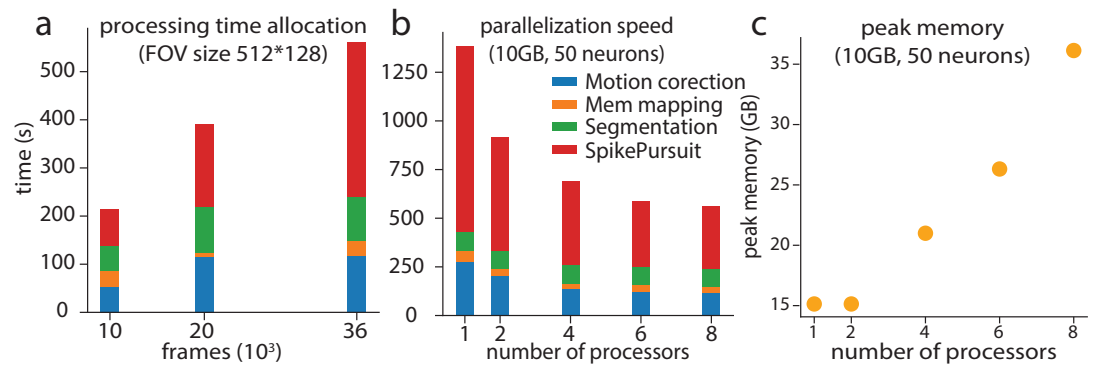 a
processing time allocation
(FOV size 512*128)
time (s)
500
400
300
200
100
0
10
20
36
frames (10³)
b
parallelization speed
(10GB, 50 neurons)
Motion corection
Mem mapping
Segmentation
SpikePursuit
1250
1000
750
500
250
0
1
2
4
6
8
number of processors
c
peak memory
(10GB, 50 neurons)
peak memory (GB)
35
30
25
20
15
1
2
4
6
8
number of processors